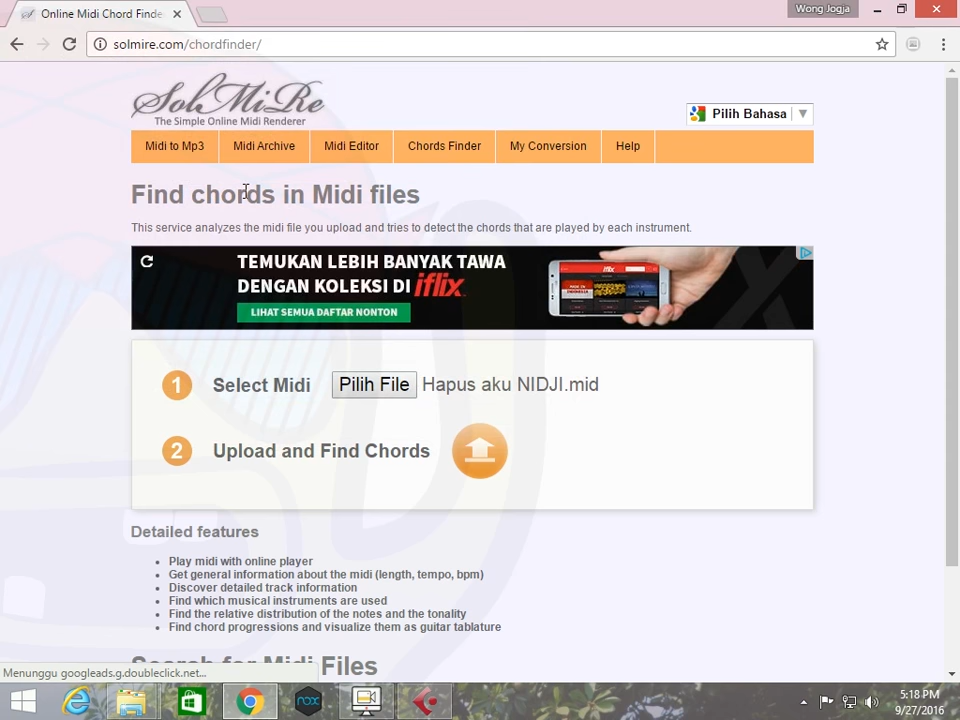 Online Midi Chord Finde
Wong Jogja
solmire.com/chordfinder/
SolMiRe
The Simple Online Midi Renderer
Pilih Bahasa
Midi to Mp3
Midi Archive
Midi Editor
Chords Finder
My Conversion
Help
Find chords in Midi files
This service analyzes the midi file you upload and tries to detect the chords that are played by each instrument.
TEMUKAN LEBIH BANYAK TAWA
DENGAN KOLEKSI DI iflix
LIHAT SEMUA DAFTAR NONTON
1 Select Midi Pilih File Hapus aku NIDJI.mid
2 Upload and Find Chords
Detailed features
• Play midi with online player
• Get general information about the midi (length, tempo, bpm)
• Discover detailed track information
• Find which musical instruments are used
• Find the relative distribution of the notes and the tonality
• Find chord progressions and visualize them as guitar tablature
Search for Midi Files
Menunggu googleads.g.doubleclick.net...
nox
5:18 PM
9/27/2016